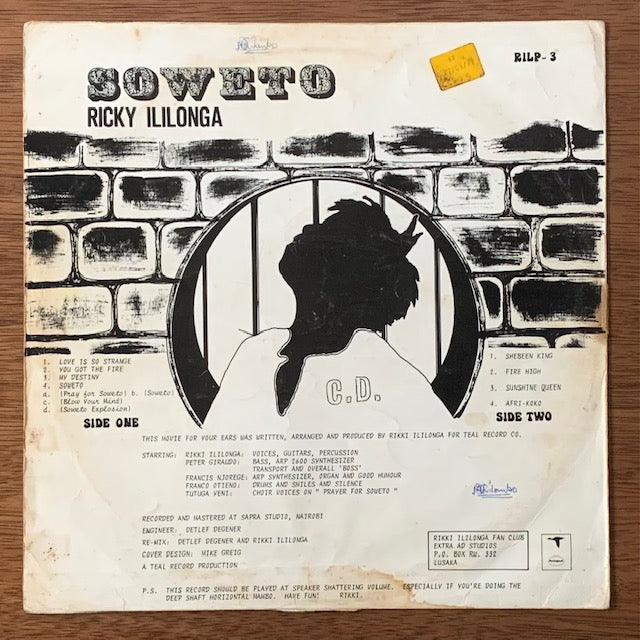 RILP-3
SOWETO
RICKY ILILONGA
1. LOVE IS SO STRANGE
2. YOU GOT THE FIRE
3. MY DESTINY
4. SOWETO
a. (Pray for Soweto) b. (Soweto)
c. (Blow Your Mind)
d. (Soweto Explosion)
SIDE ONE
C.D.
1. SHEBEEN KING
2. FIRE HIGH
3. SUNSHINE QUEEN
4. AFRI-KOKO
SIDE TWO
THIS MOVIE FOR YOUR EARS WAS WRITTEN, ARRANGED AND PRODUCED BY RIKKI ILILONGA FOR TEAL RECORD CO.
STARRING: RIKKI ILILONGA: VOICES, GUITARS, PERCUSSION
PETER GIRAUDO: BASS, ARP 1600 SYNTHESIZER
TRANSPORT AND OVERALL 'BOSS'
FRANCIS NJOREGE: ARP SYNTHESIZER, ORGAN AND GOOD HUMOUR
FRANCO OTIENO: DRUMS AND SMILES AND SILENCE
TUTUGA VENI: CHOIR VOICES ON " PRAYER FOR SOWETO "
RECORDED AND MASTERED AT SAPRA STUDIO, NAIROBI
ENGINEER: DETLEF DEGENER
RE-MIX: DETLEF DEGENER AND RIKKI ILILONGA
COVER DESIGN: MIKE GREIG
A TEAL RECORD PRODUCTION
RIKKI ILILONGA FAN CLUB
EXTRA AD STUDIOS
P.O. BOX RW. 332
LUSAKA
P.S. THIS RECORD SHOULD BE PLAYED AT SPEAKER SHATTERING VOLUME. ESPECIALLY IF YOU'RE DOING THE
DEEP SHAFT HORIZONTAL MAMBO. HAVE FUN! RIKKI.